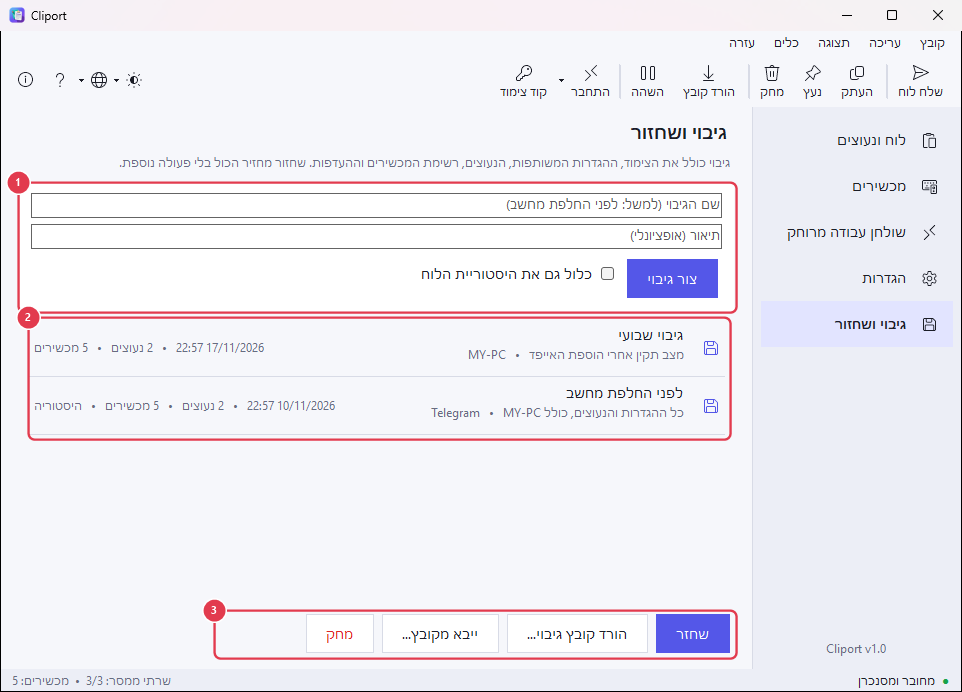 Cliport
קובץ עריכה תצוגה כלים עזרה
שלח לוח העתק נעץ מחק הורד קובץ השהה התחבר קוד צימוד ?
לוח ונעוצים
מכשירים
שולחן עבודה מרוחק
הגדרות
גיבוי ושחזור
Cliport v1.0
גיבוי ושחזור
גיבוי כולל את הצימוד, ההגדרות המשותפות, הנעוצים, רשימת המכשירים וההעדפות. שחזור מחזיר הכול בלי פעולה נוספת.
1
שם הגיבוי (למשל: לפני החלפת מחשב)
תיאור (אופציונלי)
צור גיבוי כלול גם את היסטוריית הלוח
2
גיבוי שבועי
מצב תקין אחרי הוספת האייפד • MY-PC
17/11/2026 22:57 • 2 נעוצים • 5 מכשירים
לפני החלפת מחשב
כל ההגדרות והנעוצים, כולל Telegram • MY-PC
10/11/2026 22:57 • 2 נעוצים • 5 מכשירים • היסטוריה
3
שחזר הורד קובץ גיבוי... ייבא מקובץ... מחק
מחובר ומסונכרן
שרתי ממסר: 3/3 • מכשירים: 5